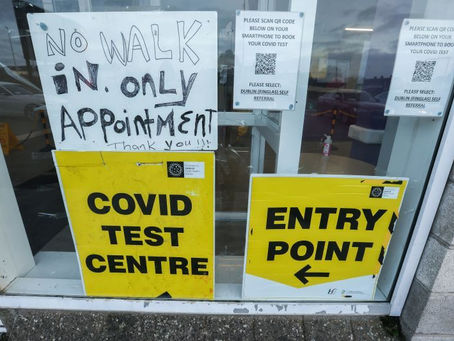 NO WALK
iN. ONLY
APPOINTMENT
Thank you !!!
PLEASE SCAN QR CODE
BELOW ON YOUR
SMARTPHONE TO BOOK
YOUR COVID TEST
PLEASE SELECT:
DUBLIN (FINGLAS) SELF
REFERRAL
PLEASE SCAN QR CODE
BELOW ON YOUR
SMARTPHONE TO BOOK
YOUR COVID TEST
PLEASE SELECT:
DUBLIN (FINGLAS) SELF
REFERRAL
COVID
TEST
CENTRE
ENTRY
POINT